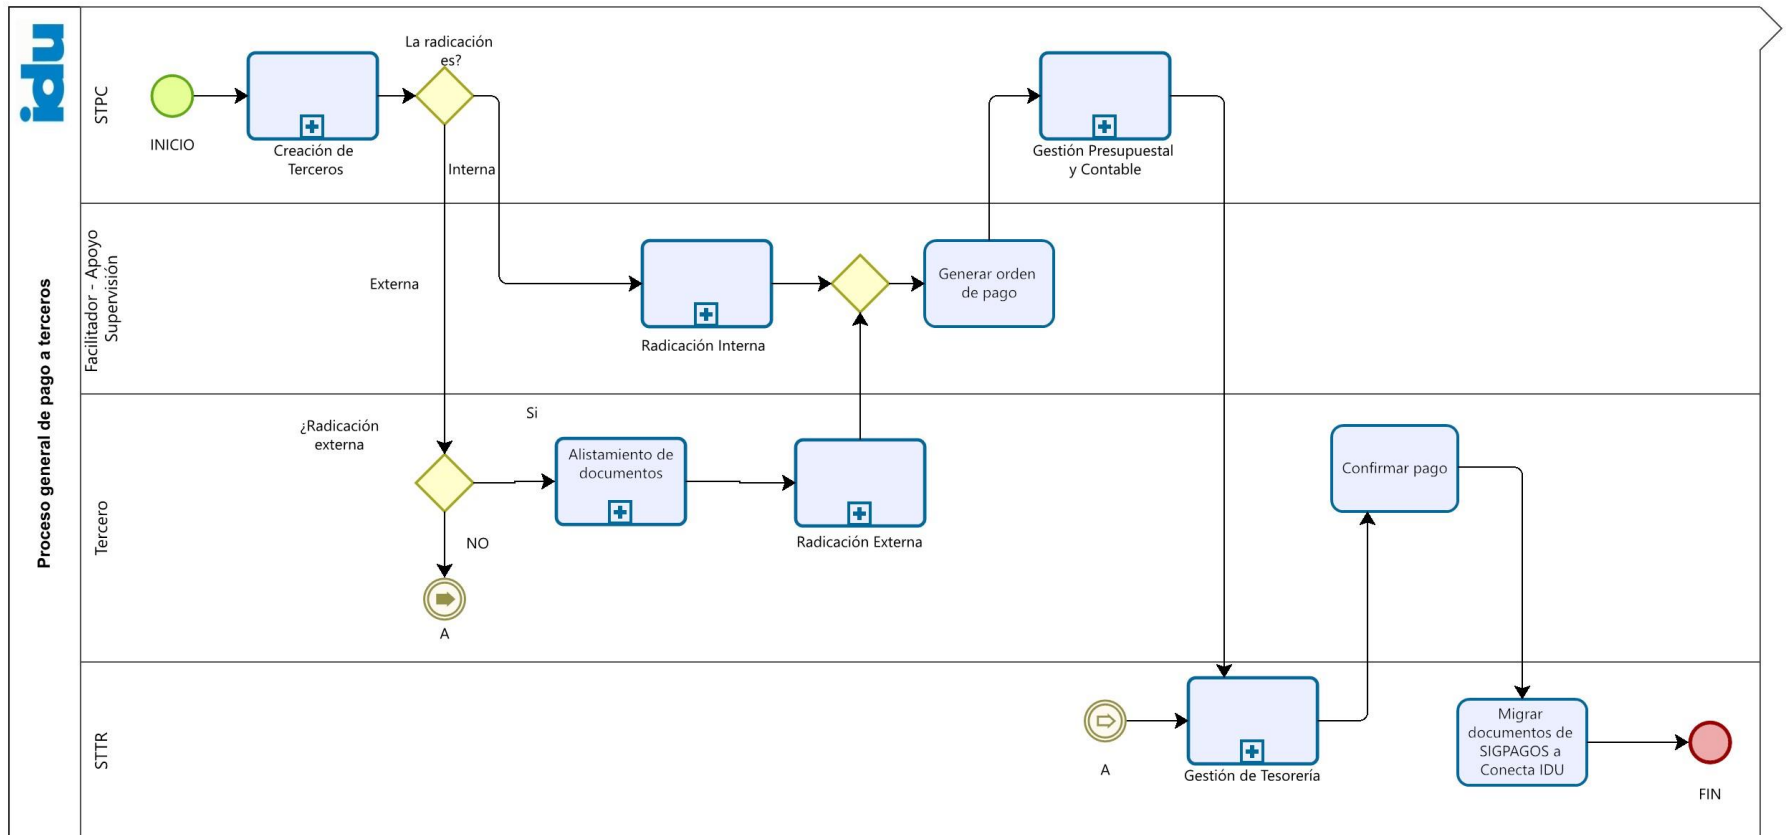 idu
Proceso general de pago a terceros
STPC
INICIO
Creación de
Terceros
La radicación
es?
Interna
Gestión Presupuestal
y Contable
Facilitador - Apoyo
Supervisión
Externa
Radicación Interna
Generar orden
de pago
Tercero
¿Radicación
externa
Si
Alistamiento de
documentos
Radicación Externa
NO
A
Confirmar pago
STTR
A
Gestión de Tesorería
Migrar
documentos de
SIGPAGOS a
Conecta IDU
FIN